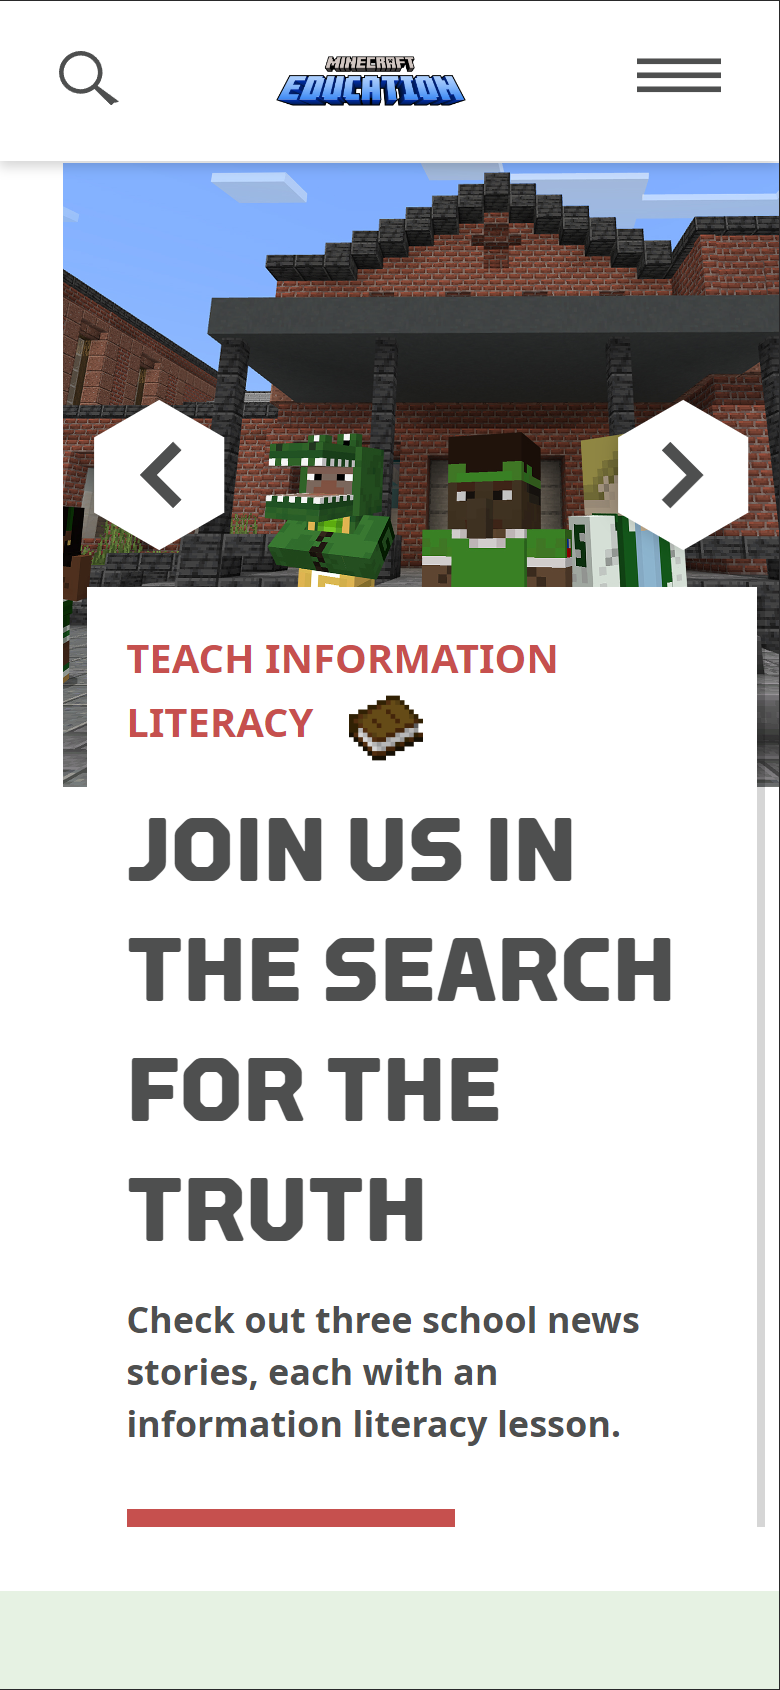 MINECRAFT
EDUCATION
TEACH INFORMATION
LITERACY
JOIN US IN
THE SEARCH
FOR THE
TRUTH
Check out three school news
stories, each with an
information literacy lesson.
S